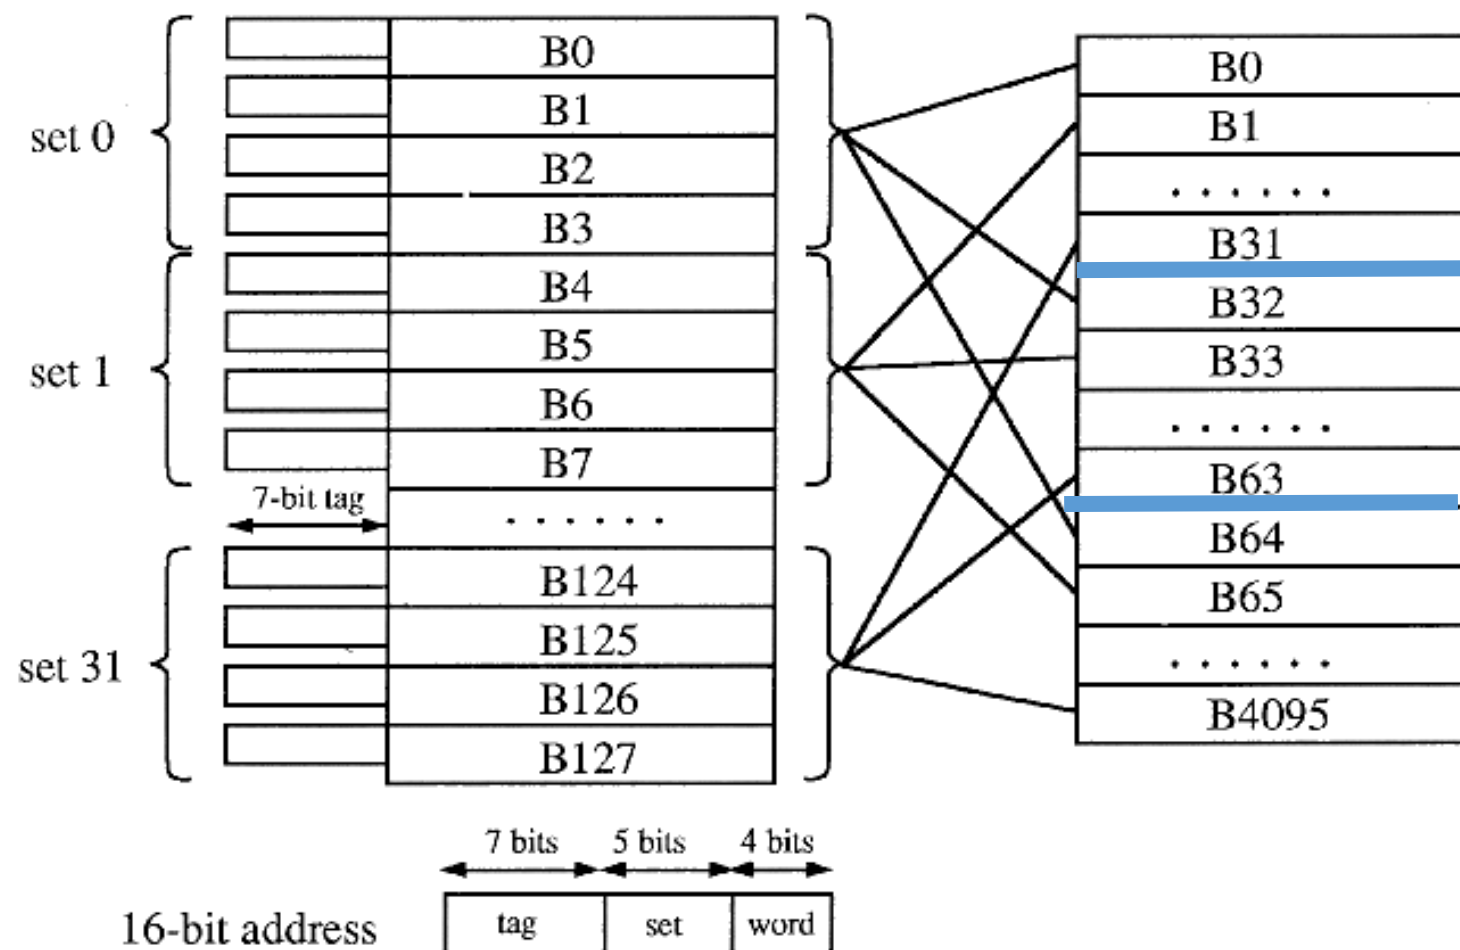 set 0
B0
B1
B2
B3
set 1
B4
B5
B6
B7
7-bit tag
. . . . . .
set 31
B124
B125
B126
B127
B0
B1
. . . . . .
B31
B32
B33
. . . . . .
B63
B64
B65
. . . . . .
B4095
7 bits 5 bits 4 bits
16-bit address tag set word